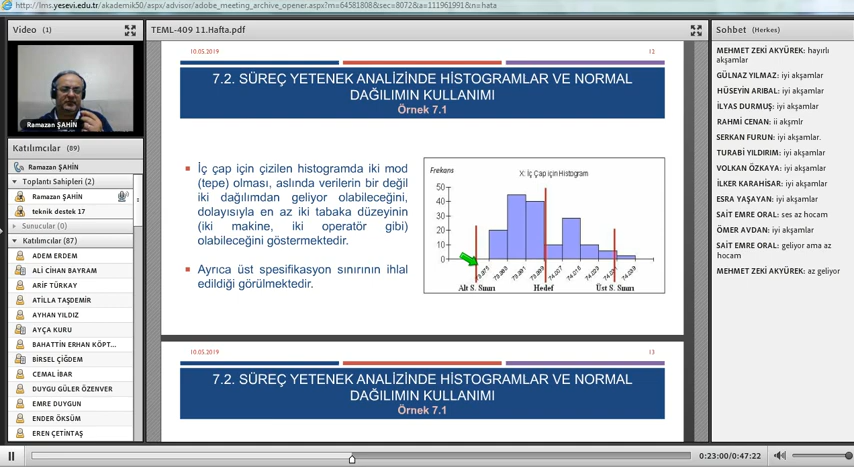 http://lms.yesevi.edu.tr/akademik50/aspx/advisor/adobe_meeting_archive_opener.aspx?m=64581808&sec=8072&a=111961991&n=hata
Video (1)
Ramazan ŞAHİN
Katılımcılar (89)
Ramazan ŞAHİN
Toplantı Sahipleri (2)
Ramazan ŞAHİN
teknik destek 17
Sunucular (0)
Katılımcılar (87)
ADEM ERDEM
ALİ CİHAN BAYRAM
ARİF TÜRKAY
ATİLLA TAŞDEMİR
AYHAN YILDIZ
AYÇA KURU
BAHATTİN ERHAN KÖPT...
BİRSEL ÇİĞDEM
CEMAL İBAR
DUYGU GÜLER ÖZENVER
EMRE DUYGUN
ENDER ÖKSÜM
EREN ÇETİNTAŞ
TEML-409 11.Hafta.pdf
10.05.2019
12
7.2. SÜREÇ YETENEK ANALİZİNDE HİSTOGRAMLAR VE NORMAL
DAĞILIMIN KULLANIMI
Örnek 7.1
İç çap için çizilen histogramda iki mod
(tepe) olması, aslında verilerin bir değil
iki dağılımdan geliyor olabileceğini,
dolayısıyla en az iki tabaka düzeyinin
(iki makine, iki operatör gibi)
olabileceğini göstermektedir.
Ayrıca üst spesifikasyon sınırının ihlal
edildiği görülmektedir.
Frekans
X: İç Çap için Histogram
50
40
30
20
10
0
Alt S. Sınırı
Hedef
Üst S. Sınırı
10.05.2019
13
7.2. SÜREÇ YETENEK ANALİZİNDE HİSTOGRAMLAR VE NORMAL
DAĞILIMIN KULLANIMI
Örnek 7.1
Sohbet (Herkes)
MEHMET ZEKİ AKYÜREK: hayırlı
akşamlar
GÜLNAZ YILMAZ: iyi akşamlar
HÜSEYİN ARIBAL: iyi akşamlar
İLYAS DURMUŞ: iyi akşamlar
RAHMİ CENAN: ii akşmlr
SERKAN FURUN: iyi akşamlar.
TURABİ YILDIRIM: iyi akşamlar
VOLKAN ÖZKAYA: iyi akşamlar
İLKER KARAHİSAR: iyi akşamlar
ESRA YAŞAYAN: iyi akşamlar
SAİT EMRE ORAL: ses az hocam
ÖMER AVDAN: iyi akşamlar
SAİT EMRE ORAL: geliyor ama az
hocam
MEHMET ZEKİ AKYÜREK: az geliyor
0:23:00/0:47:22